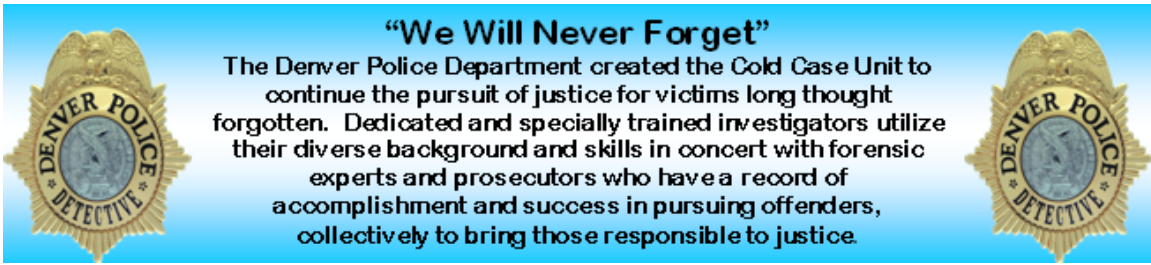 “We Will Never Forget”
The Denver Police Department created the Cold Case Unit to
continue the pursuit of justice for victims long thought
forgotten.  Dedicated and specially trained investigators utilize
their diverse background and skills in concert with forensic
experts and prosecutors who have a record of
accomplishment and success in pursuing offenders,
collectively to bring those responsible to justice.
DENVER POLICE
DETECTIVE
DENVER POLICE
DETECTIVE